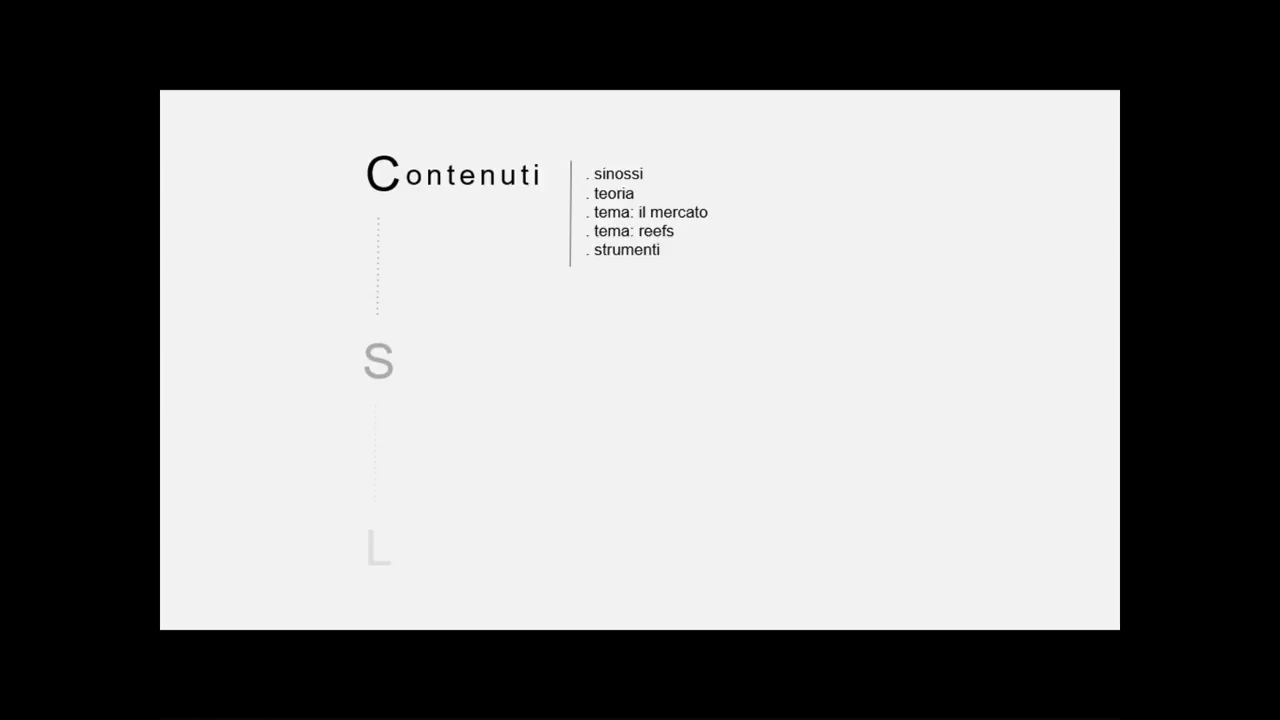 Contenuti
. sinossi
. teoria
. tema: il mercato
. tema: reefs
. strumenti
S
L